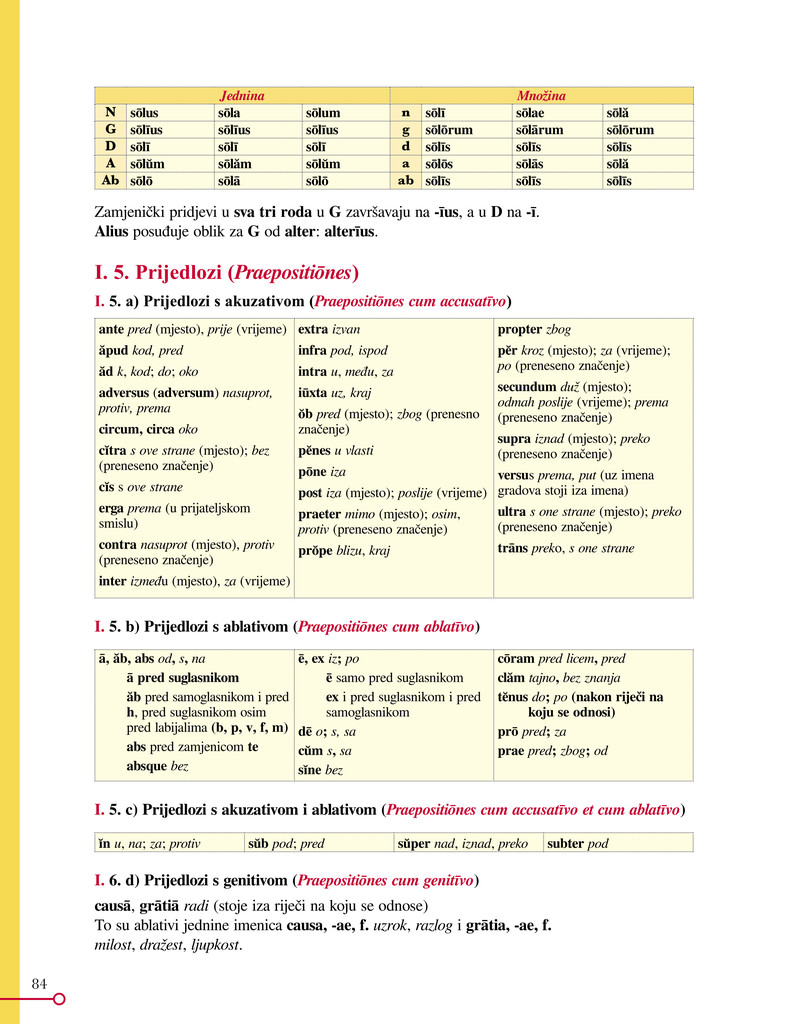 Jednina Množina
N sōlus sōla sōlum n sōlī sōlae sōlă
G sōlīus sōlīus sōlīus g sōlōrum sōlārum sōlōrum
D sōlī sōlī sōlī d sōlīs sōlīs sōlīs
A sōlŭm sōlăm sōlŭm a sōlōs sōlās sōlă
Ab sōlō sōlā sōlō ab sōlīs sōlīs sōlīs
Zamjenički pridjevi u sva tri roda u G završavaju na -īus, a u D na -ī.
Alius posuđuje oblik za G od alter: alterīus.
I. 5. Prijedlozi (Praepositiōnes)
I. 5. a) Prijedlozi s akuzativom (Praepositiōnes cum accusatīvo)
ante pred (mjesto), prije (vrijeme)
ăpud kod, pred
ăd k, kod; do; oko
adversus (adversum) nasuprot,
protiv, prema
circum, circa oko
cĭtra s ove strane (mjesto); bez
(preneseno značenje)
cĭs s ove strane
erga prema (u prijateljskom
smislu)
contra nasuprot (mjesto), protiv
(preneseno značenje)
inter između (mjesto), za (vrijeme)
extra izvan
infra pod, ispod
intra u, među, za
iūxta uz, kraj
ŏb pred (mjesto); zbog (prenesno
značenje)
pĕnes u vlasti
pōne iza
post iza (mjesto); poslije (vrijeme)
praeter mimo (mjesto); osim,
protiv (preneseno značenje)
prŏpe blizu, kraj
propter zbog
pĕr kroz (mjesto); za (vrijeme);
po (preneseno značenje)
secundum duž (mjesto);
odmah poslije (vrijeme); prema
(preneseno značenje)
supra iznad (mjesto); preko
(preneseno značenje)
versus prema, put (uz imena
gradova stoji iza imena)
ultra s one strane (mjesto); preko
(preneseno značenje)
trāns preko, s one strane
I. 5. b) Prijedlozi s ablativom (Praepositiōnes cum ablatīvo)
ā, ăb, abs od, s, na
ā pred suglasnikom
ăb pred samoglasnikom i pred
h, pred suglasnikom osim
pred labijalima (b, p, v, f, m)
abs pred zamjenicom te
absque bez
ē, ex iz; po
ē samo pred suglasnikom
ex i pred suglasnikom i pred
samoglasnikom
dē o; s, sa
cŭm s, sa
sĭne bez
cōram pred licem, pred
clăm tajno, bez znanja
tĕnus do; po (nakon riječi na
koju se odnosi)
prō pred; za
prae pred; zbog; od
I. 5. c) Prijedlozi s akuzativom i ablativom (Praepositiōnes cum accusatīvo et cum ablatīvo)
ĭn u, na; za; protiv sŭb pod; pred sŭper nad, iznad, preko subter pod
I. 6. d) Prijedlozi s genitivom (Praepositiōnes cum genitīvo)
causā, grātiā radi (stoje iza riječi na koju se odnose)
To su ablativi jednine imenica causa, -ae, f. uzrok, razlog i grātia, -ae, f.
milost, dražest, ljupkost.
84